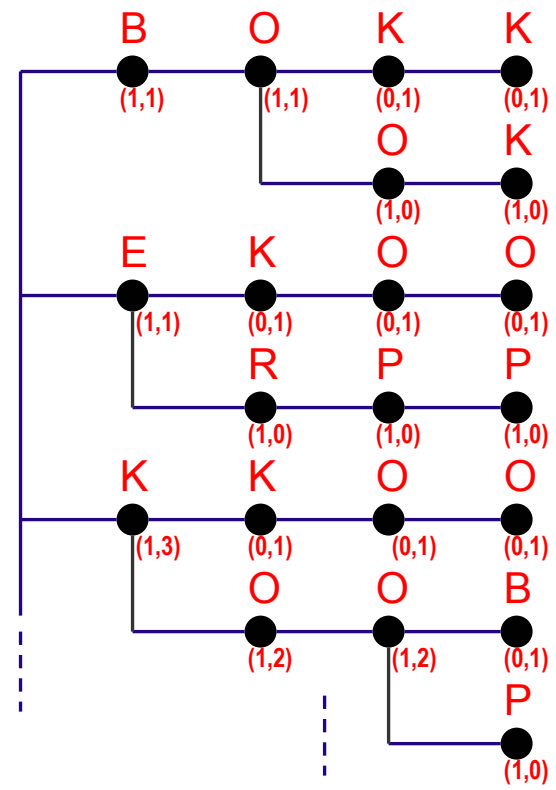 B O K K
(1,1) (1,1) (0,1) (0,1)
O K
(1,0) (1,0)
E K O O
(1,1) (0,1) (0,1) (0,1)
R P P
(1,0) (1,0) (1,0)
K K O O
(1,3) (0,1) (0,1) (0,1)
O O B
(1,2) (1,2) (0,1)
P
(1,0)